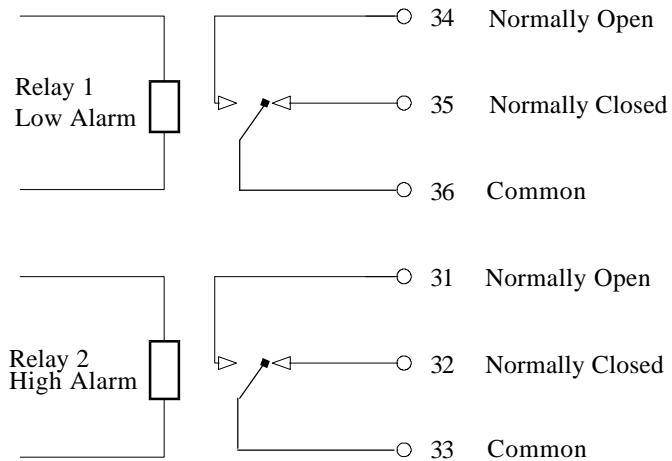 34 Normally Open
Relay 1
Low Alarm
35 Normally Closed
36 Common
31 Normally Open
Relay 2
High Alarm
32 Normally Closed
33 Common